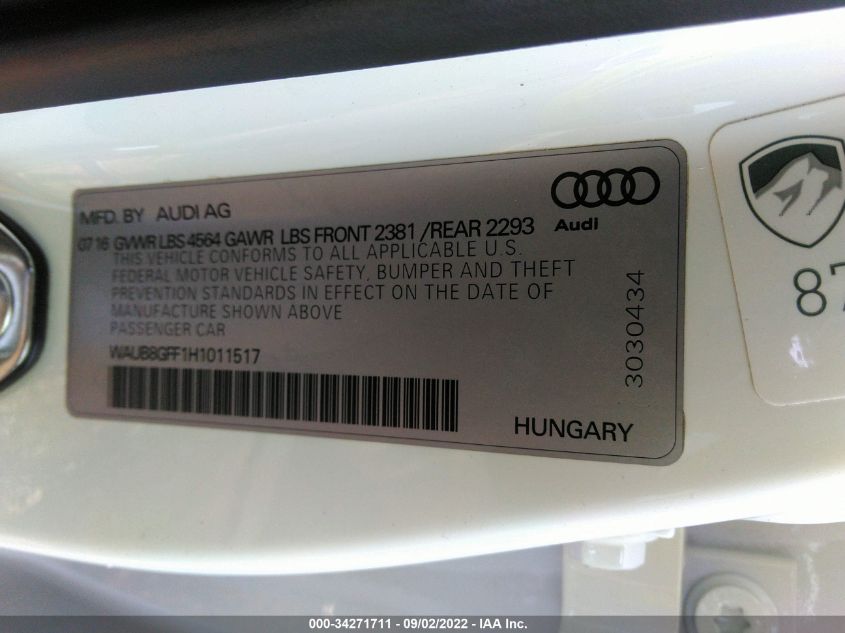 MFD. BY AUDI AG
07 16 GVWR LBS 4564 GAWR LBS FRONT 2381 /REAR 2293
THIS VEHICLE CONFORMS TO ALL APPLICABLE U.S.
FEDERAL MOTOR VEHICLE SAFETY, BUMPER AND THEFT
PREVENTION STANDARDS IN EFFECT ON THE DATE OF
MANUFACTURE SHOWN ABOVE
PASSENGER CAR
WAUB8GFF1H1011517
Audi
3030434
HUNGARY
87
000-34271711 - 09/02/2022 - IAA Inc.